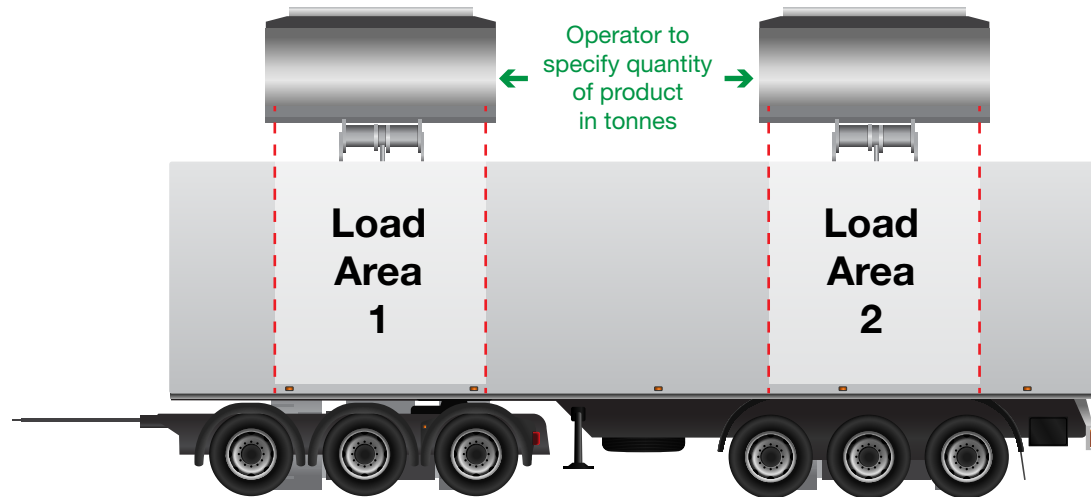 Operator to
specify quantity
of product
in tonnes
Load
Area
1
Load
Area
2